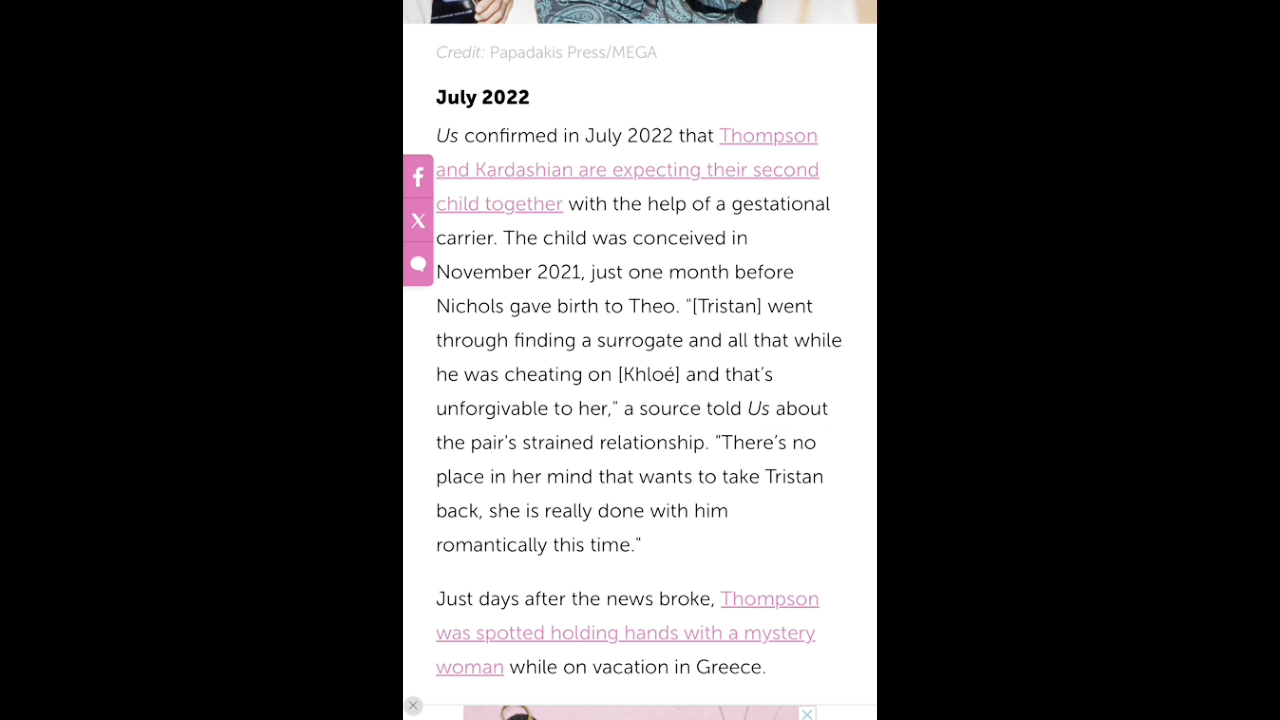 Credit: Papadakis Press/MEGA
July 2022
Us confirmed in July 2022 that Thompson
and Kardashian are expecting their second
child together with the help of a gestational
carrier. The child was conceived in
November 2021, just one month before
Nichols gave birth to Theo. "[Tristan] went
through finding a surrogate and all that while
he was cheating on [Khloé] and that’s
unforgivable to her," a source told Us about
the pair's strained relationship. "There’s no
place in her mind that wants to take Tristan
back, she is really done with him
romantically this time."
Just days after the news broke, Thompson
was spotted holding hands with a mystery
woman while on vacation in Greece.